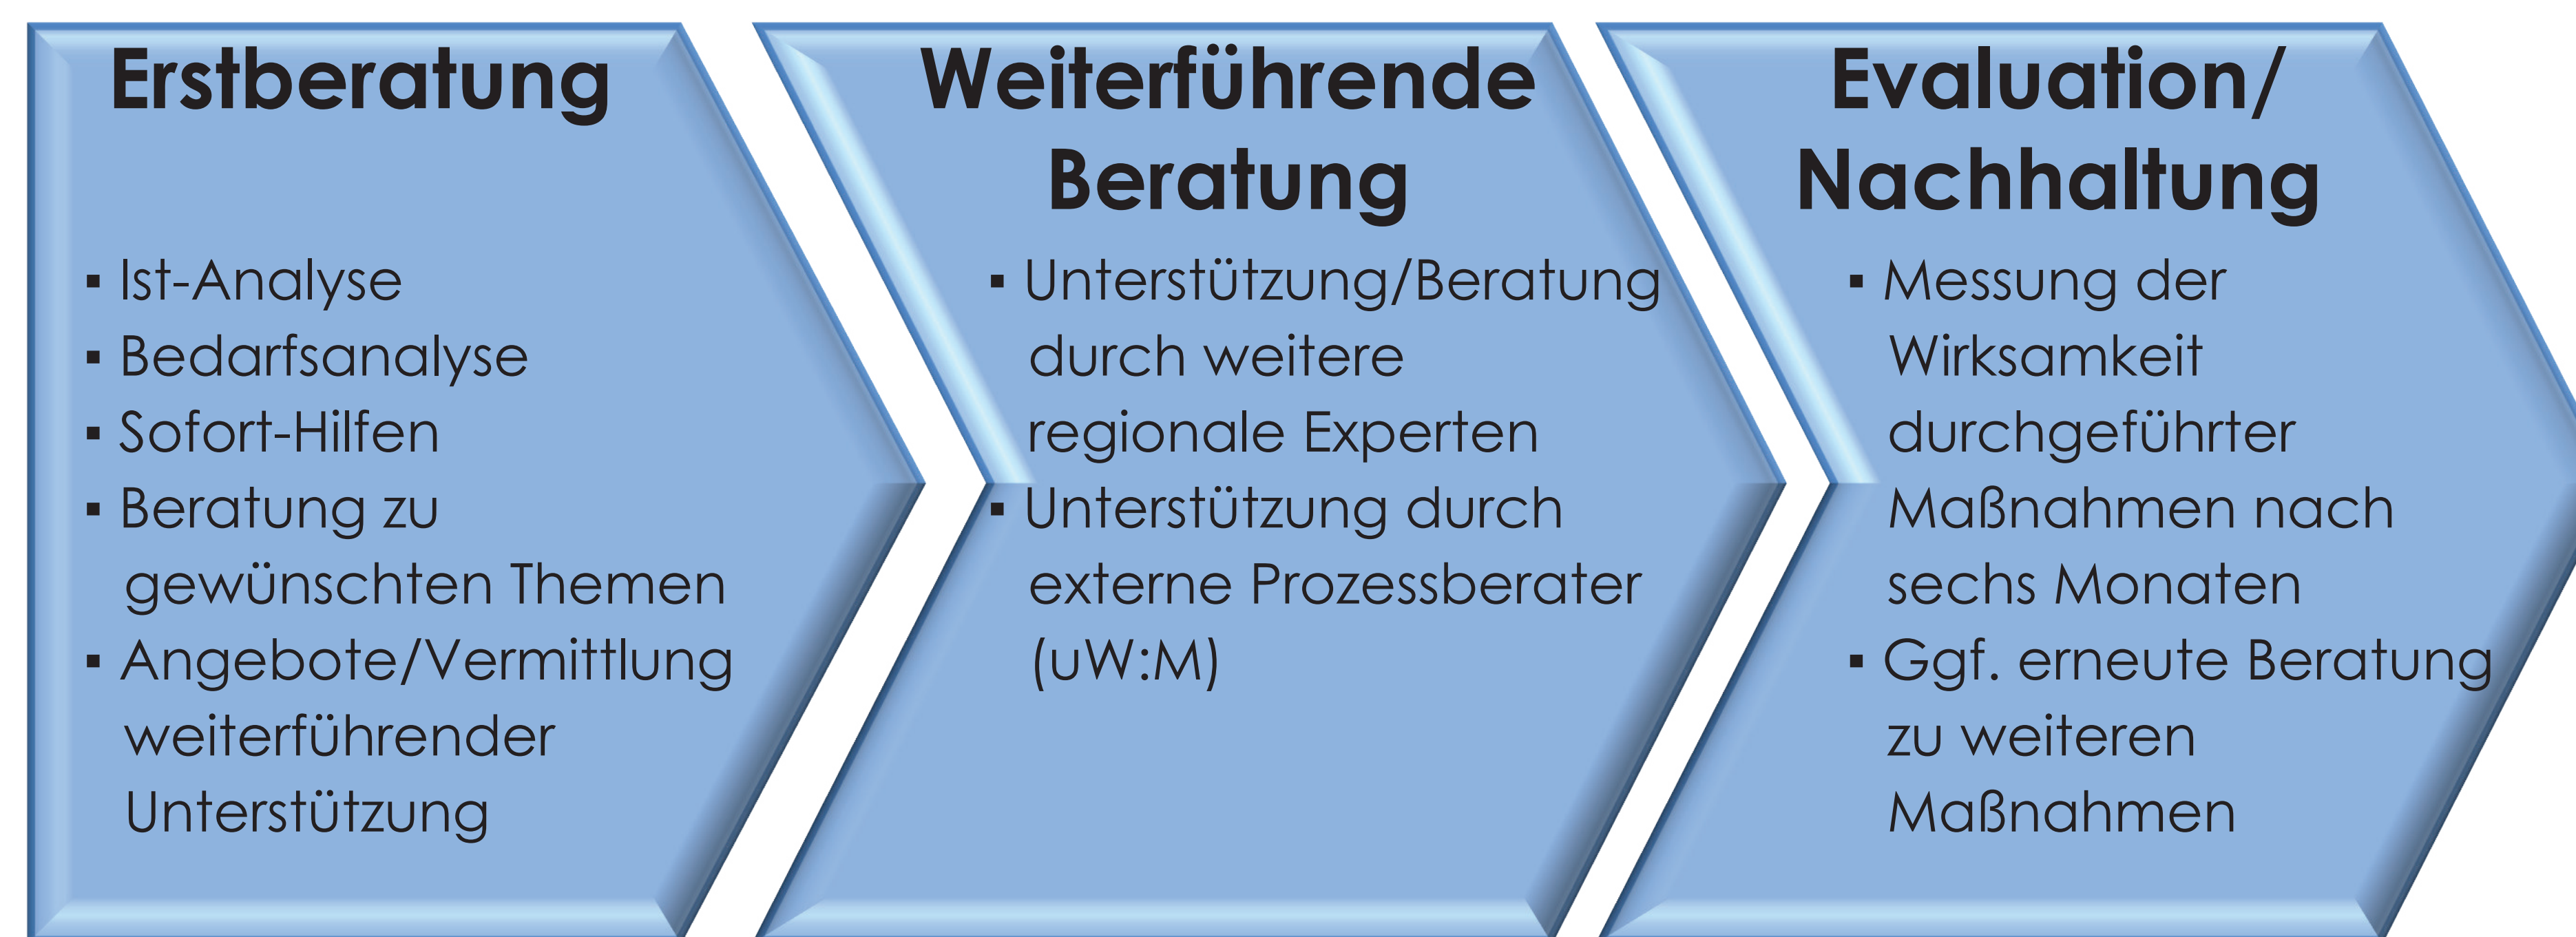 Erstberatung
▪ Ist-Analyse
▪ Bedarfsanalyse
▪ Sofort-Hilfen
▪ Beratung zu
gewünschten Themen
▪ Angebote/Vermittlung
weiterführender
Unterstützung
Weiterführende
Beratung
▪ Unterstützung/Beratung
durch weitere
regionale Experten
▪ Unterstützung durch
externe Prozessberater
(uW:M)
Evaluation/
Nachhaltung
▪ Messung der
Wirksamkeit
durchgeführter
Maßnahmen nach
sechs Monaten
▪ Ggf. erneute Beratung
zu weiteren
Maßnahmen